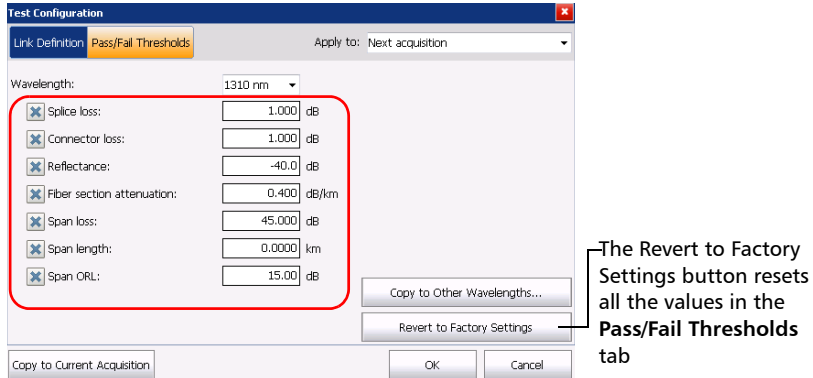 Test Configuration
Link Definition Pass/Fail Thresholds Apply to: Next acquisition
Wavelength: 1310 nm
Splice loss: 1.000 dB
Connector loss: 1.000 dB
Reflectance: -40.0 dB
Fiber section attenuation: 0.400 dB/km
Span loss: 45.000 dB
Span length: 0.0000 km
Span ORL: 15.00 dB
Copy to Other Wavelengths...
Revert to Factory Settings
Copy to Current Acquisition OK Cancel
The Revert to Factory
Settings button resets
all the values in the
Pass/Fail Thresholds
tab